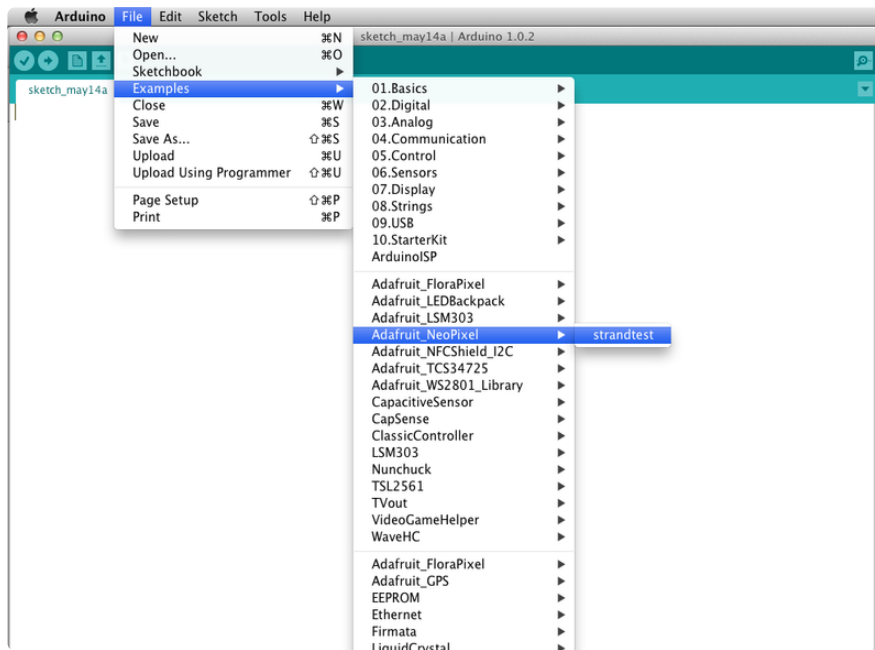 Arduino File Edit Sketch Tools Help
sketch_may14a | Arduino 1.0.2
sketch_may14a
New ⌘N
Open... ⌘O
Sketchbook
Examples
Close ⌘W
Save ⌘S
Save As... ⇧⌘S
Upload ⌘U
Upload Using Programmer ⇧⌘U
Page Setup ⇧⌘P
Print ⌘P
01.Basics
02.Digital
03.Analog
04.Communication
05.Control
06.Sensors
07.Display
08.Strings
09.USB
10.StarterKit
ArduinoISP
Adafruit_FloraPixel
Adafruit_LEDBackpack
Adafruit_LSM303
Adafruit_NeoPixel
strandtest
Adafruit_NFCShield_I2C
Adafruit_TCS34725
Adafruit_WS2801_Library
CapacitiveSensor
CapSense
ClassicController
LSM303
Nunchuck
TSL2561
TVout
VideoGameHelper
WaveHC
Adafruit_FloraPixel
Adafruit_GPS
EEPROM
Ethernet
Firmata
LiquidCrystal